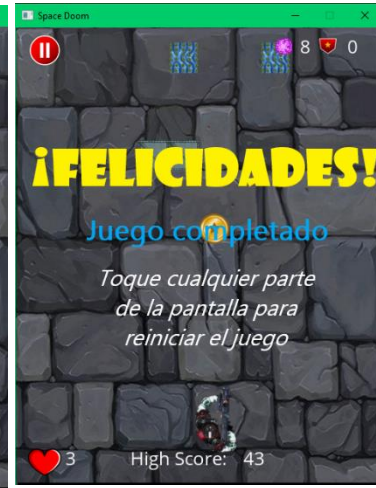 Space Doom
8 0
¡FELICIDADES!
Juego completado
Toque cualquier parte
de la pantalla para
reiniciar el juego
3 High Score: 43